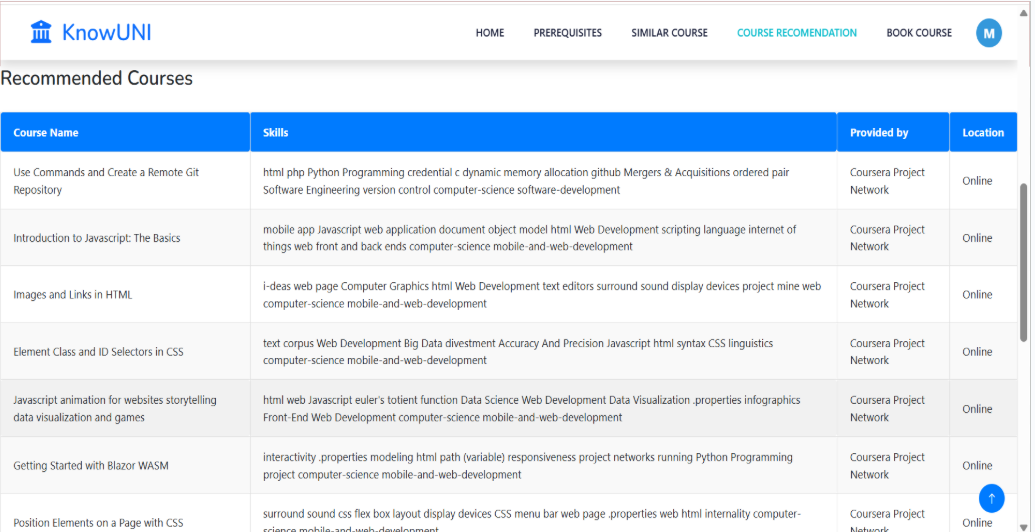 KnowUNI
HOME PREREQUISITES SIMILAR COURSE COURSE RECOMENDATION BOOK COURSE M
Recommended Courses
Course Name Skills Provided by Location
Use Commands and Create a Remote Git
Repository
html php Python Programming credential c dynamic memory allocation github Mergers & Acquisitions ordered pair
Software Engineering version control computer-science software-development
Coursera Project
Network
Online
Introduction to Javascript: The Basics
mobile app Javascript web application document object model html Web Development scripting language internet of
things web front and back ends computer-science mobile-and-web-development
Coursera Project
Network
Online
Images and Links in HTML
i-deas web page Computer Graphics html Web Development text editors surround sound display devices project mine web
computer-science mobile-and-web-development
Coursera Project
Network
Online
Element Class and ID Selectors in CSS
text corpus Web Development Big Data divestment Accuracy And Precision Javascript html syntax CSS linguistics
computer-science mobile-and-web-development
Coursera Project
Network
Online
Javascript animation for websites storytelling
data visualization and games
html web Javascript euler's totient function Data Science Web Development Data Visualization .properties infographics
Front-End Web Development computer-science mobile-and-web-development
Coursera Project
Network
Online
Getting Started with Blazor WASM
interactivity .properties modeling html path (variable) responsiveness project networks running Python Programming
project computer-science mobile-and-web-development
Coursera Project
Network
Online
Position Elements on a Page with CSS
surround sound css flex box layout display devices CSS menu bar web page .properties web html internality computer-
science mobile-and-web-development
Coursera Project
Network
Online